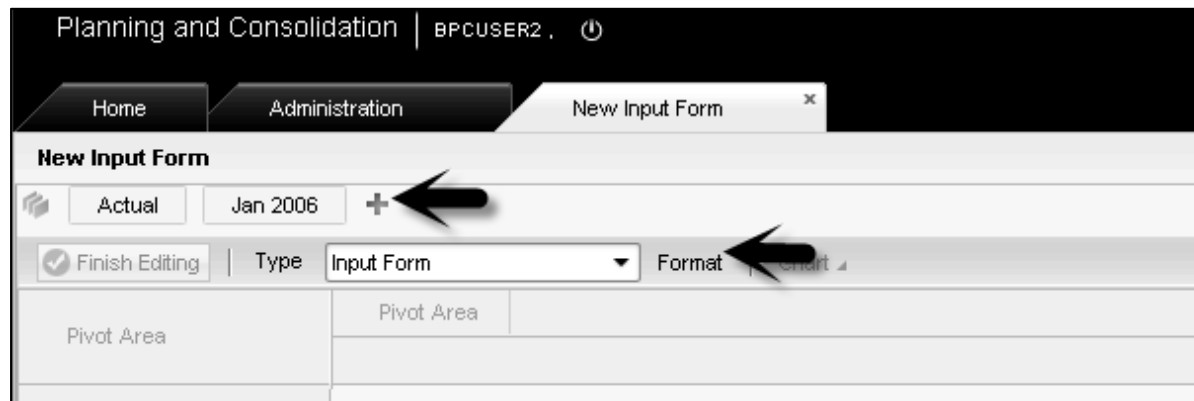 Planning and Consolidation | BPCUSER2 .
Home Administration New Input Form ×
New Input Form
Actual Jan 2006 +
Finish Editing | Type Input Form Format | Chart
Pivot Area
Pivot Area